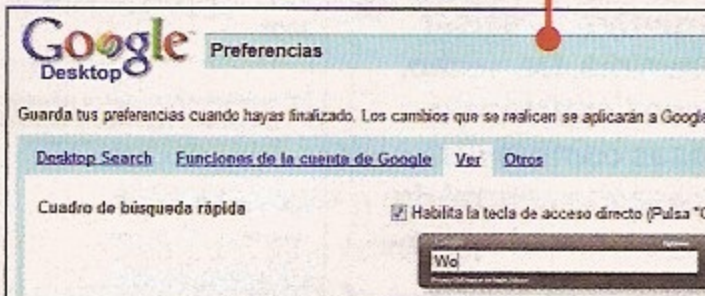 Google
Desktop
Preferencias
Guarda tus preferencias cuando hayas finalizado. Los cambios que se realicen se aplicarán a Google
Desktop Search Funciones de la cuenta de Google Ver Otros
Cuadro de búsqueda rápida
Habilita la tecla de acceso directo (Pulsa "C
Wo